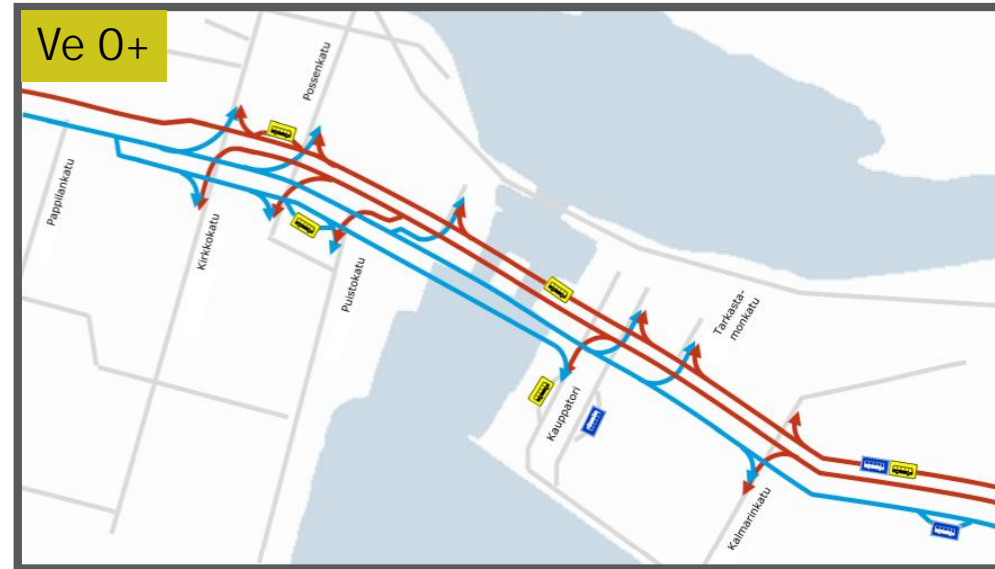 Ve 0+
Possenkatu
Pappilankatu
Kirkkokatu
Puistokatu
Tarkasta-
monkatu
Kauppatori
Kalmarinkatu